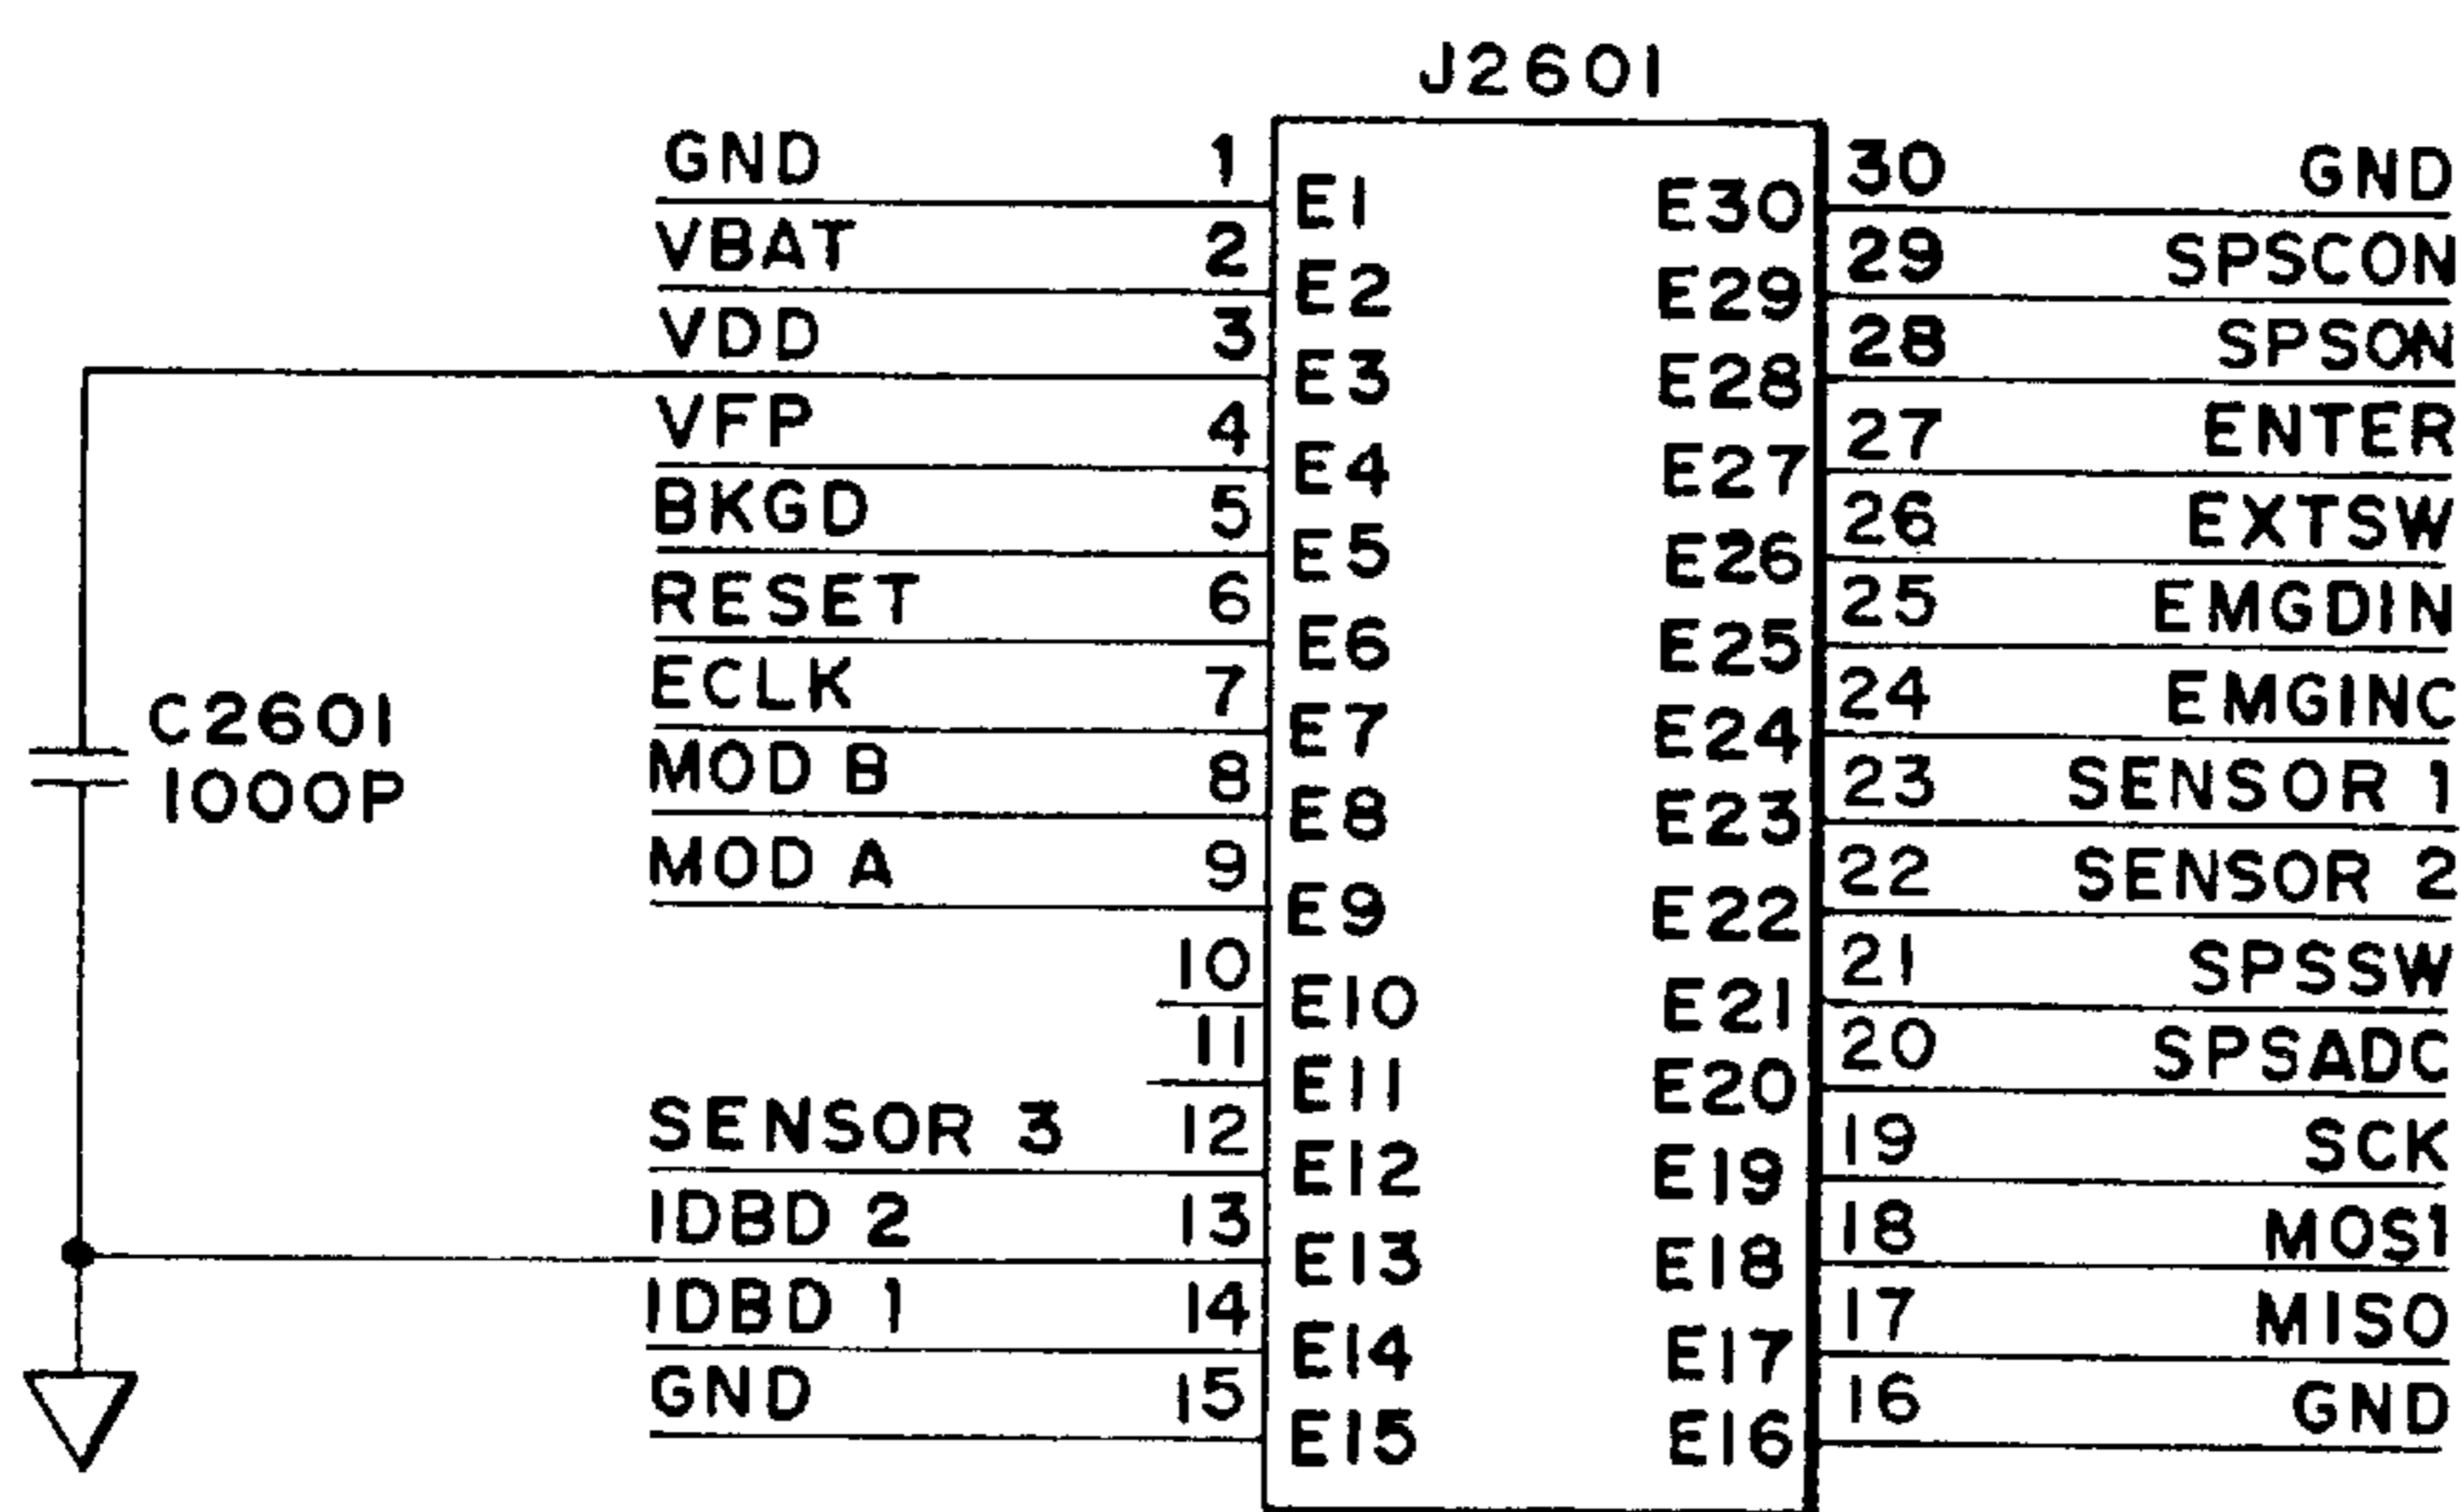 J2601
GND 1 E1 E30 30 GND
VBAT 2 E2 E29 29 SPSCON
VDD 3 E3 E28 28 SPSON
VFP 4 E4 E27 27 ENTER
BKGD 5 E5 E26 26 EXTSW
RESET 6 E6 E25 25 EMGDIN
ECLK 7 E7 E24 24 EMGINC
C2601
1000P
MOD B 8 E8 E23 23 SENSOR 1
MOD A 9 E9 E22 22 SENSOR 2
10 E10 E21 21 SPSSW
11 E11 E20 20 SPSADC
SENSOR 3 12 E12 E19 19 SCK
IDBD 2 13 E13 E18 18 MOSI
IDBD 1 14 E14 E17 17 MISO
GND 15 E15 E16 16 GND